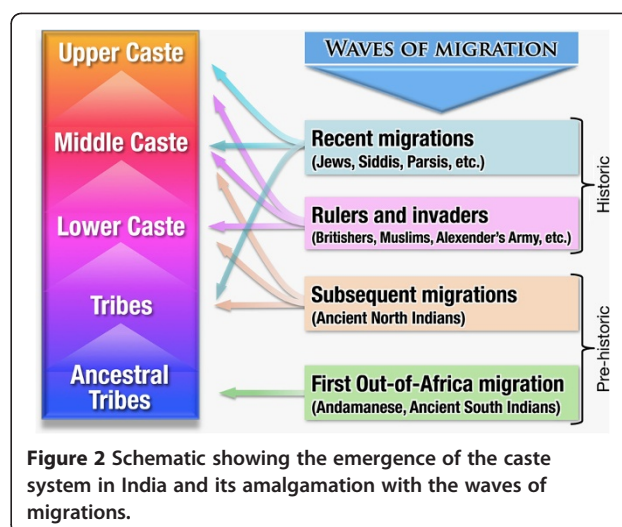 Upper Caste
Middle Caste
Lower Caste
Tribes
Ancestral
Tribes
WAVES OF MIGRATION
Recent migrations
(Jews, Siddis, Parsis, etc.)
Rulers and invaders
(Britishers, Muslims, Alexender's Army, etc.)
Subsequent migrations
(Ancient North Indians)
First Out-of-Africa migration
(Andamanese, Ancient South Indians)
Historic
Pre-historic
Figure 2 Schematic showing the emergence of the caste
system in India and its amalgamation with the waves of
migrations.